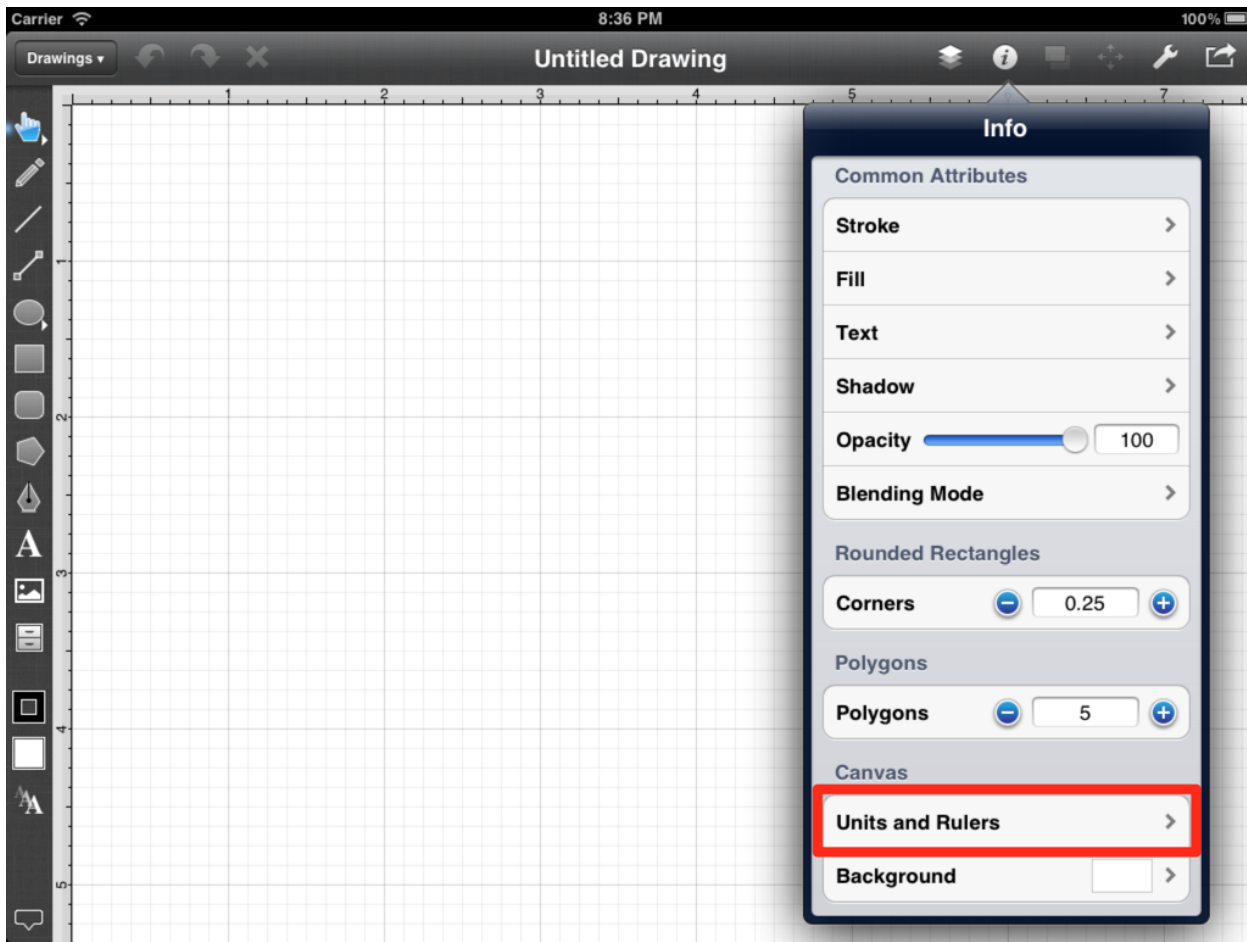 Carrier 8:36 PM 100%
Drawings ▾ Untitled Drawing
1 2 3 4 5 7
Info
Common Attributes
Stroke
Fill
Text
Shadow
Opacity 100
Blending Mode
Rounded Rectangles
Corners 0.25
Polygons
Polygons 5
Canvas
Units and Rulers
Background
1
2
3
4
5
A
AAA